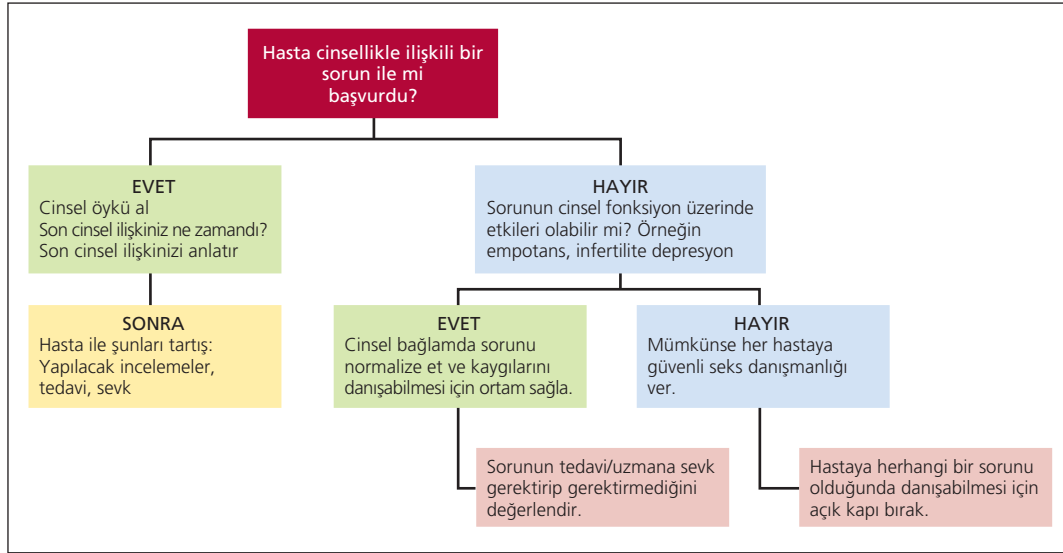 Hasta cinsellikle ilişkili bir
sorun ile mi
başvurdu?
EVET
Cinsel öykü al
Son cinsel ilişkiniz ne zamandı?
Son cinsel ilişkinizi anlatır
HAYIR
Sorunun cinsel fonksiyon üzerinde
etkileri olabilir mi? Örneğin
empotans, infertilite depresyon
SONRA
Hasta ile şunları tartış:
Yapılacak incelemeler,
tedavi, sevk
EVET
Cinsel bağlamda sorunu
normalize et ve kaygılarını
danışabilmesi için ortam sağla.
HAYIR
Mümkünse her hastaya
güvenli seks danışmanlığı
ver.
Sorunun tedavi/uzmana sevk
gerektirip gerektirmediğini
değerlendir.
Hastaya herhangi bir sorunu
olduğunda danışabilmesi için
açık kapı bırak.